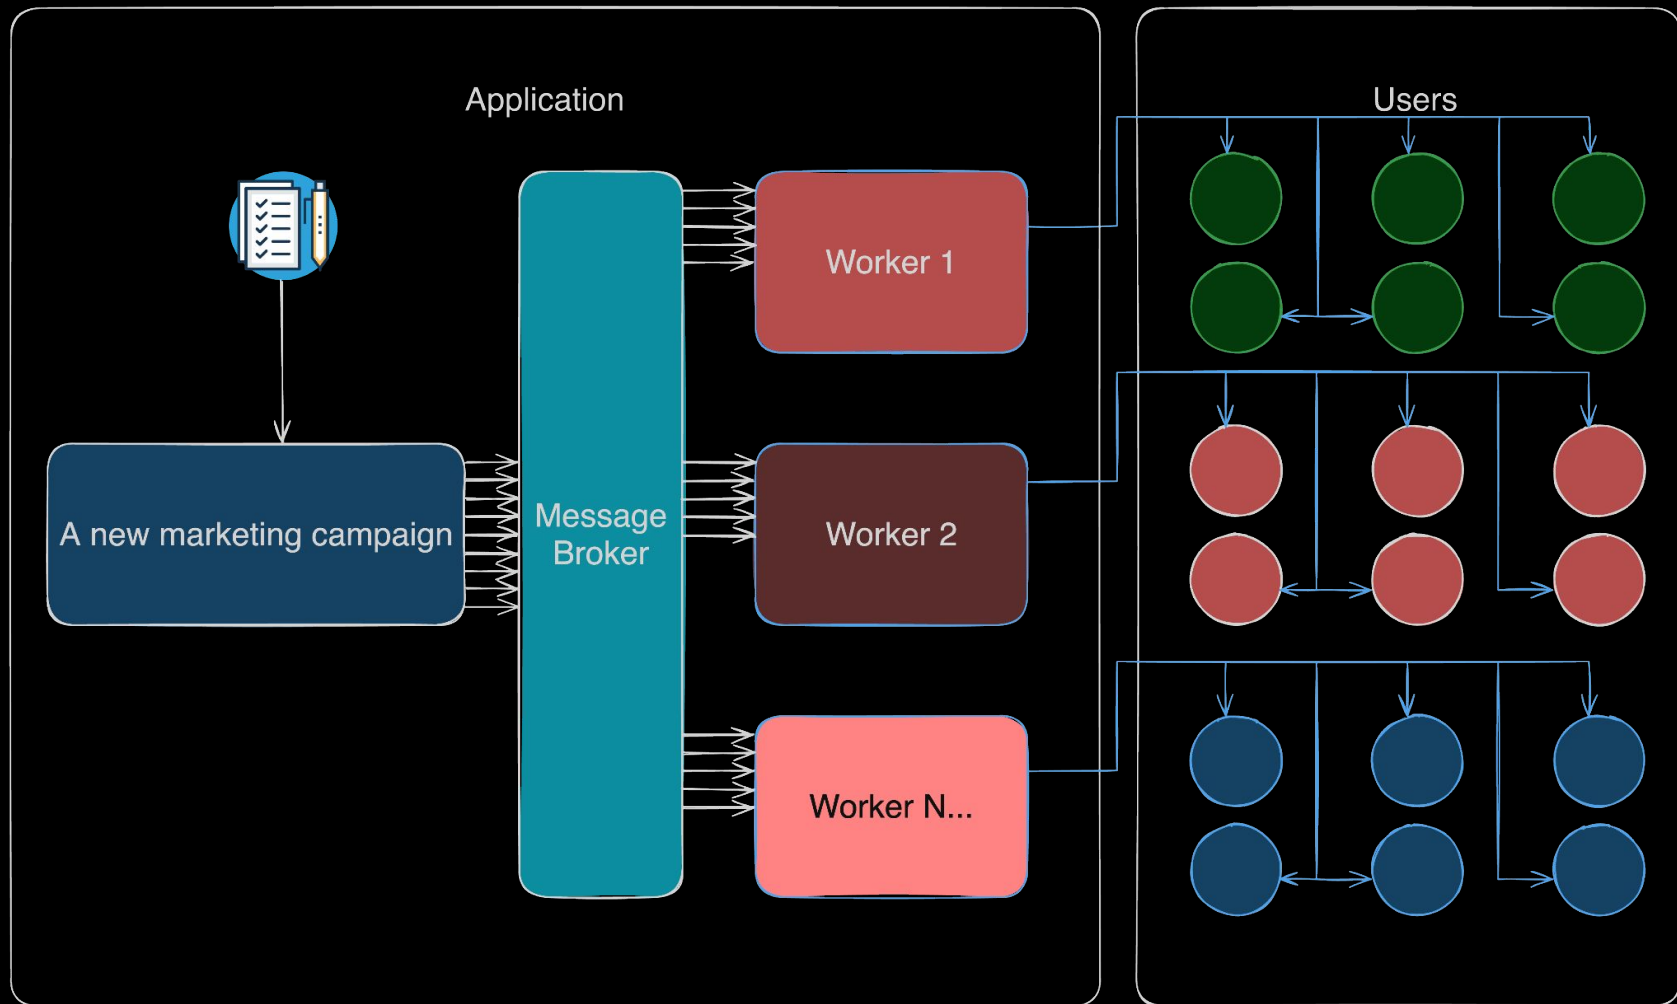 Application
Users
A new marketing campaign
Message
Broker
Worker 1
Worker 2
Worker N...